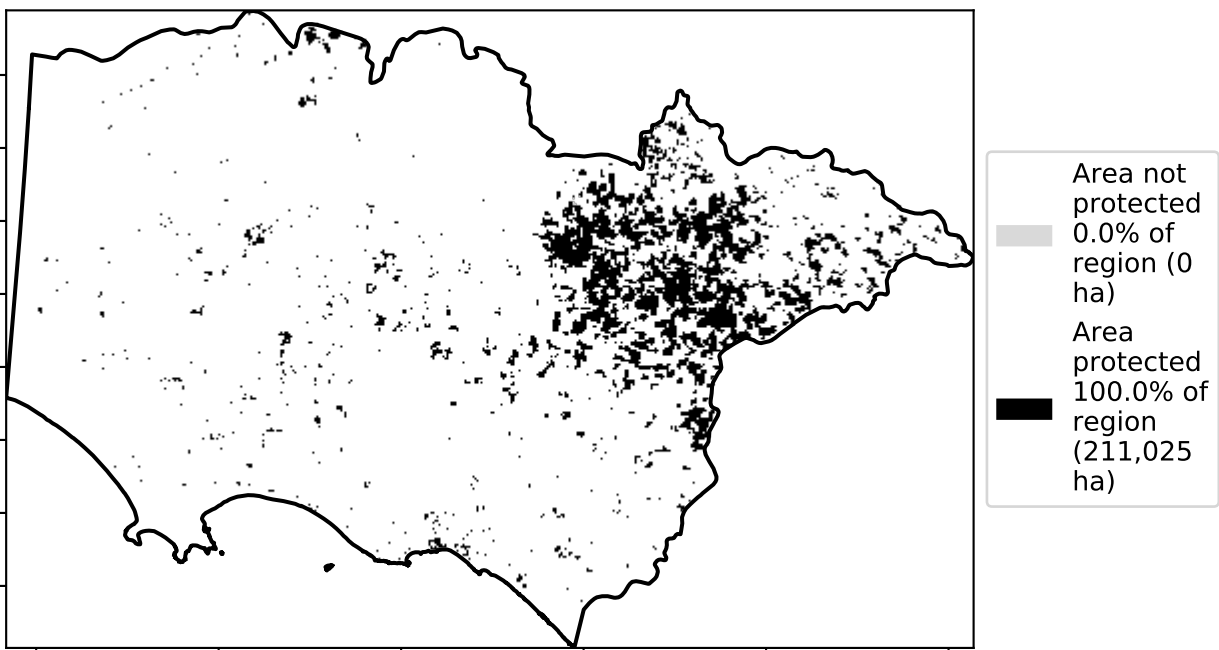 Area not
protected
0.0% of
region (0
ha)
Area
protected
100.0% of
region
(211,025
ha)